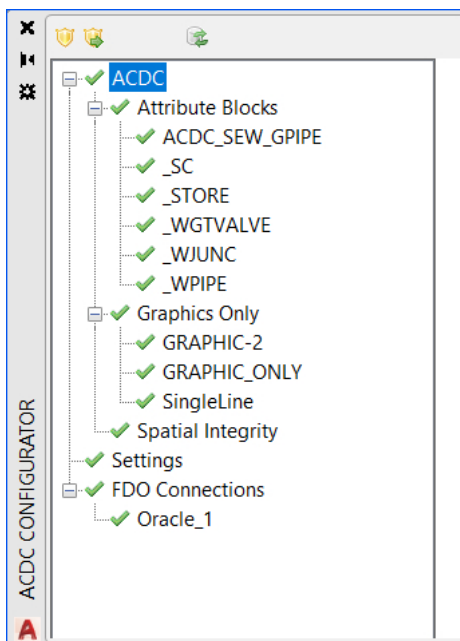 ACDC
Attribute Blocks
ACDC_SEW_GPIPE
_SC
_STORE
_WGTVALVE
_WJUNC
_WPIPE
Graphics Only
GRAPHIC-2
GRAPHIC_ONLY
SingleLine
Spatial Integrity
Settings
FDO Connections
Oracle_1
ACDC CONFIGURATOR